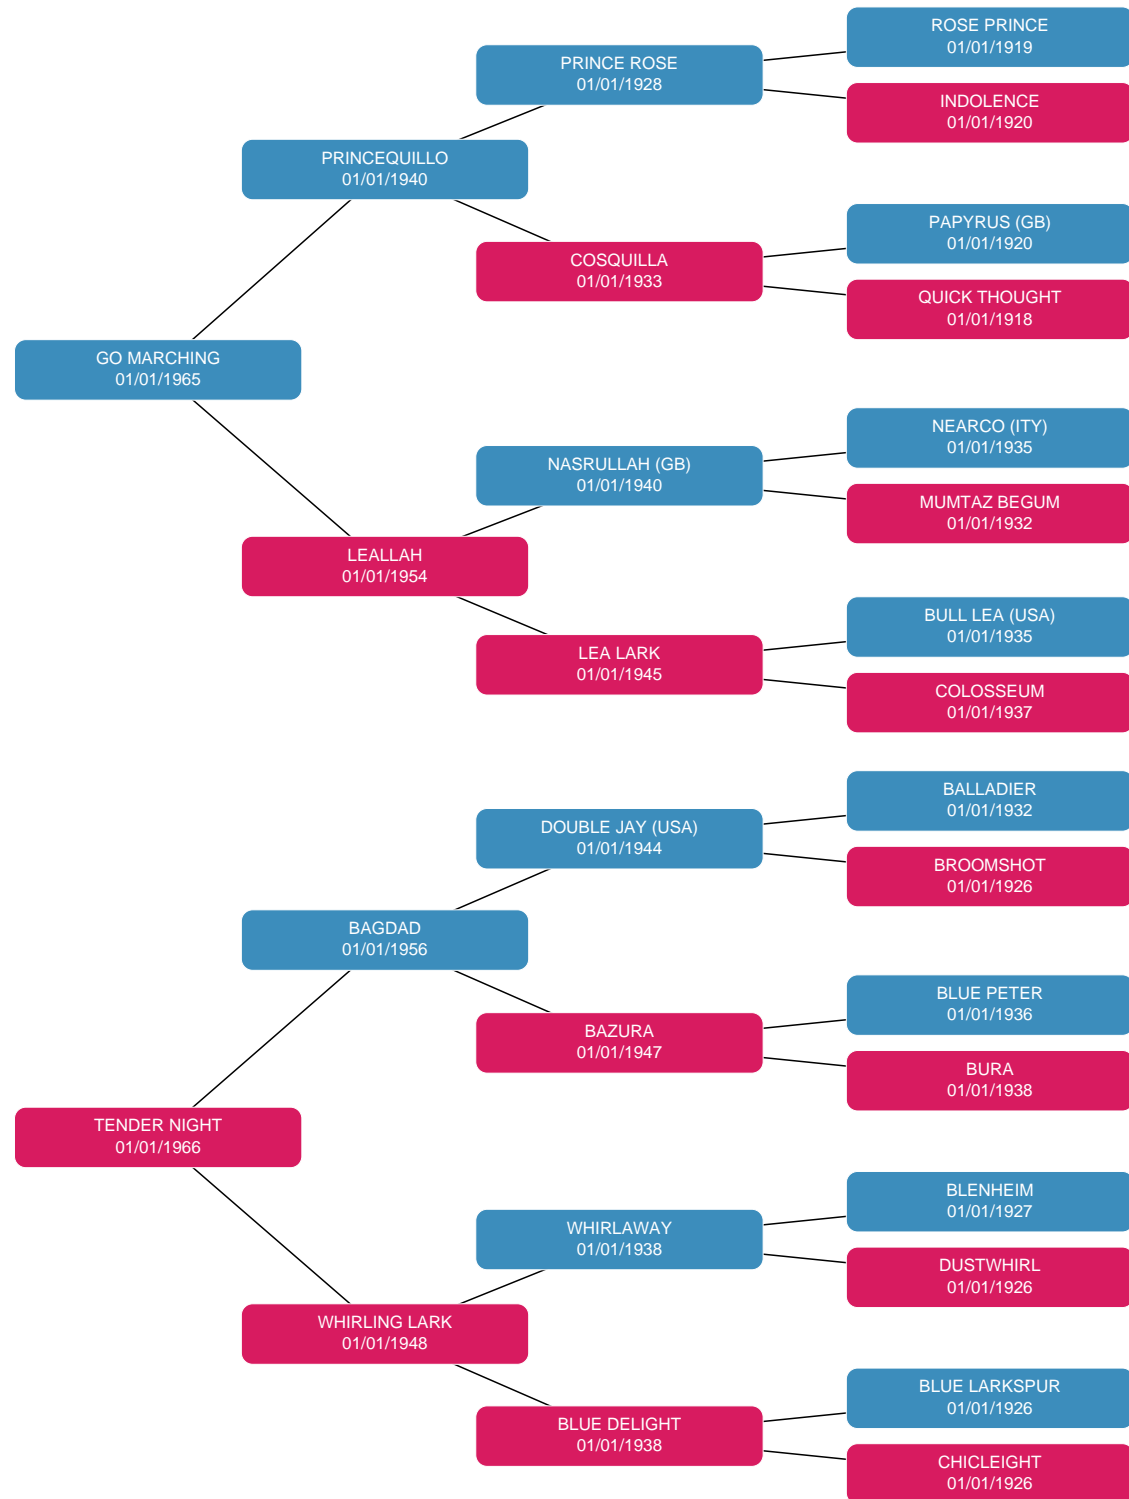 ROSE PRINCE
01/01/1919
PRINCE ROSE
01/01/1928
INDOLENCE
01/01/1920
PRINCEQUILLO
01/01/1940
PAPYRUS (GB)
01/01/1920
COSQUILLA
01/01/1933
QUICK THOUGHT
01/01/1918
GO MARCHING
01/01/1965
NEARCO (ITY)
01/01/1935
NASRULLAH (GB)
01/01/1940
MUMTAZ BEGUM
01/01/1932
LEALLAH
01/01/1954
BULL LEA (USA)
01/01/1935
LEA LARK
01/01/1945
COLOSSEUM
01/01/1937
BALLADIER
01/01/1932
DOUBLE JAY (USA)
01/01/1944
BROOMSHOT
01/01/1926
BAGDAD
01/01/1956
BLUE PETER
01/01/1936
BAZURA
01/01/1947
BURA
01/01/1938
TENDER NIGHT
01/01/1966
BLENHEIM
01/01/1927
WHIRLAWAY
01/01/1938
DUSTWHIRL
01/01/1926
WHIRLING LARK
01/01/1948
BLUE LARKSPUR
01/01/1926
BLUE DELIGHT
01/01/1938
CHICLEIGHT
01/01/1926